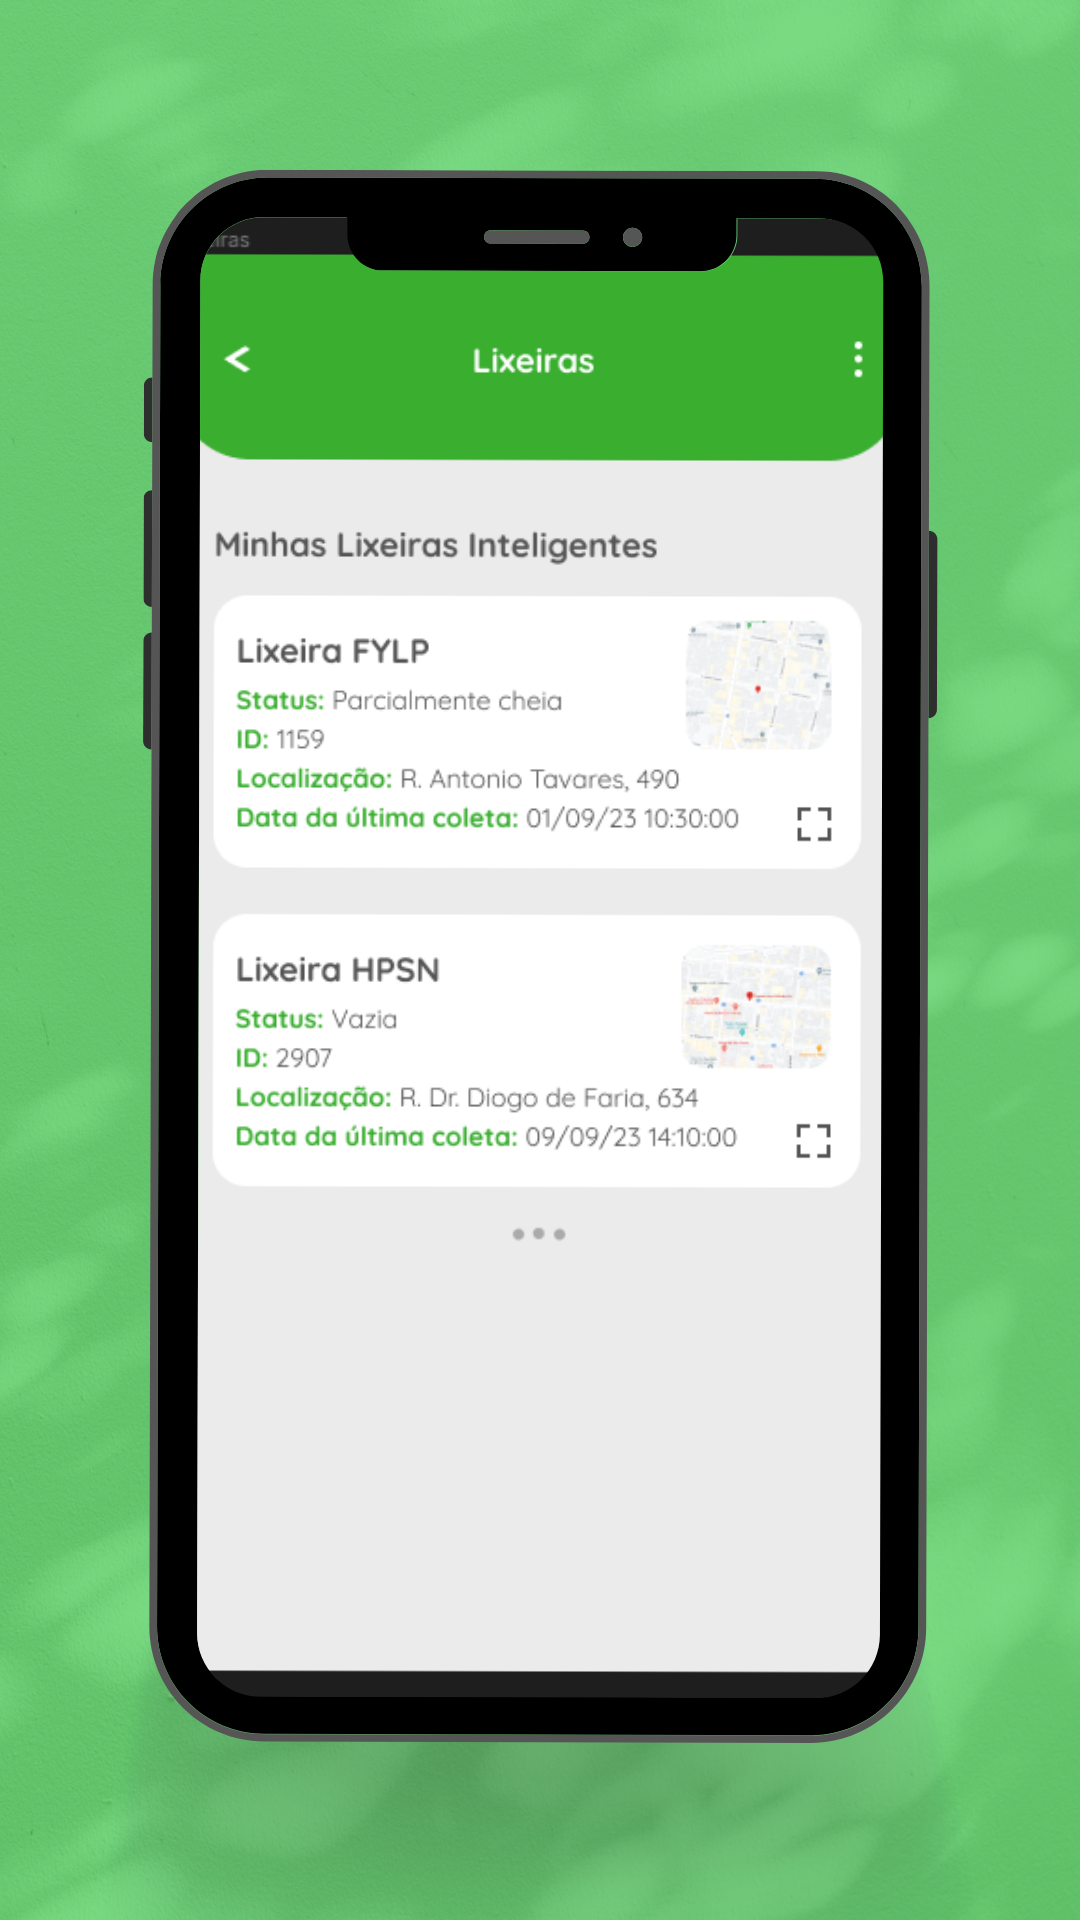 Lixeiras
Minhas Lixeiras Inteligentes
Lixeira FYLP
Status: Parcialmente cheia
ID: 1159
Localização: R. Antonio Tavares, 490
Data da última coleta: 01/09/23 10:30:00
Lixeira HPSN
Status: Vazia
ID: 2907
Localização: R. Dr. Diogo de Faria, 634
Data da última coleta: 09/09/23 14:10:00